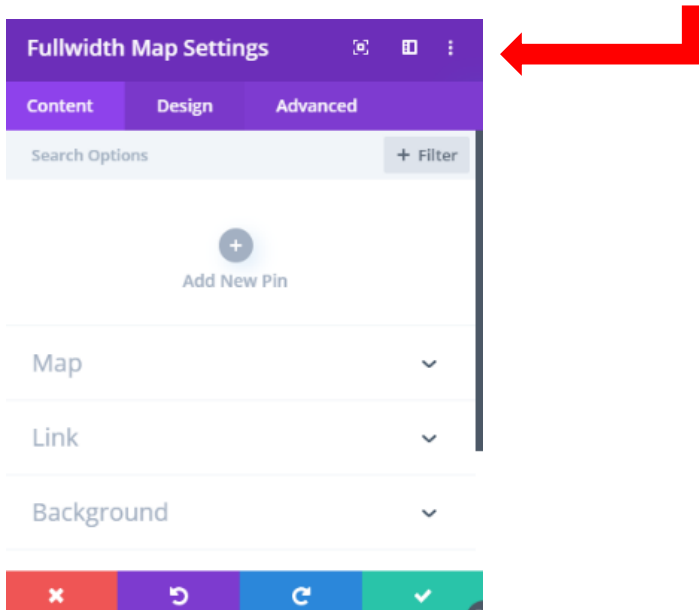 Fullwidth Map Settings
Content Design Advanced
Search Options + Filter
Add New Pin
Map
Link
Background